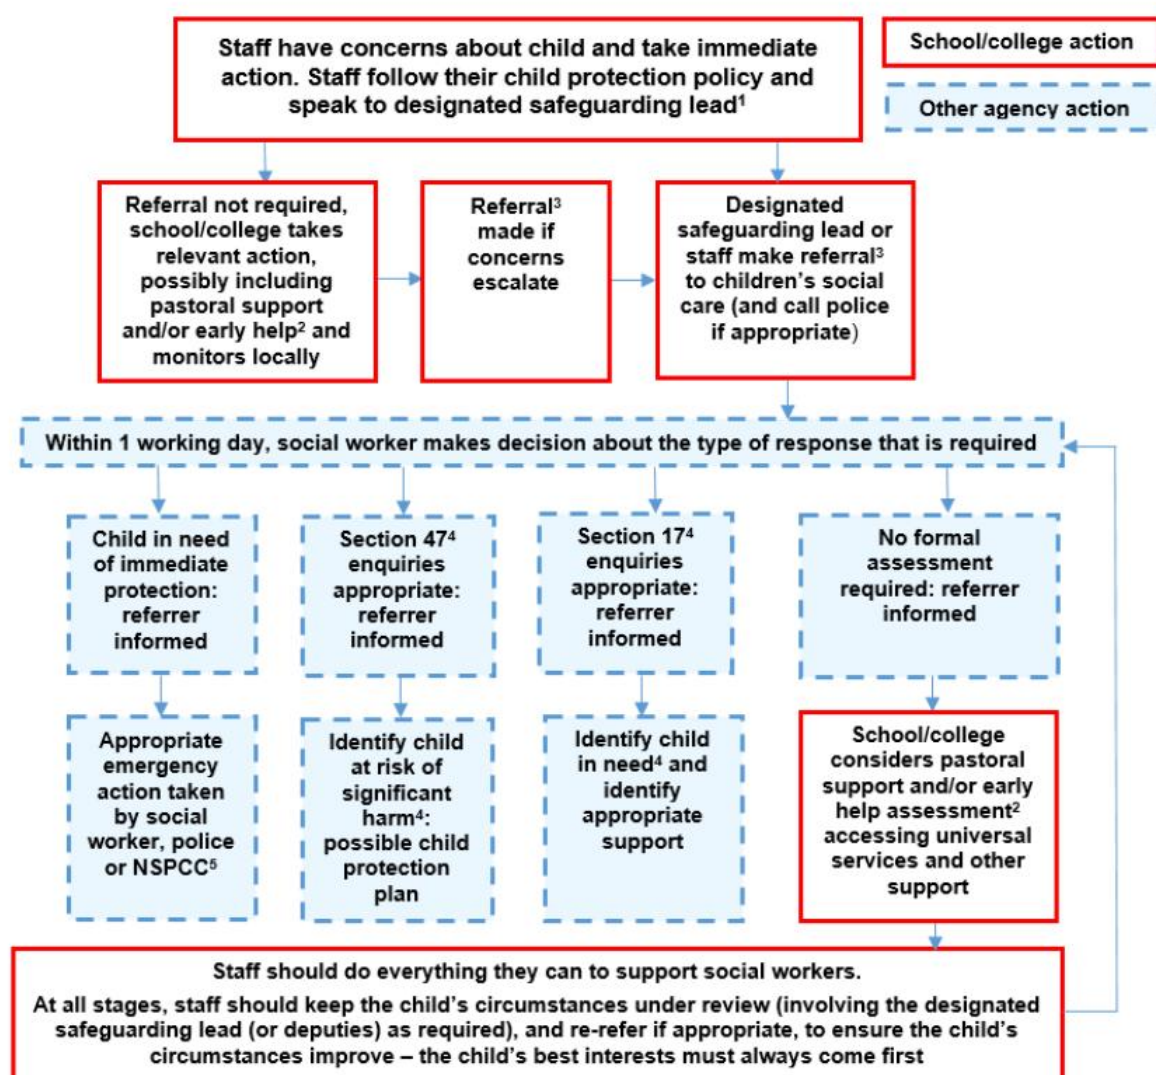 Staff have concerns about child and take immediate
action. Staff follow their child protection policy and
speak to designated safeguarding lead¹
School/college action
Other agency action
Referral not required,
school/college takes
relevant action,
possibly including
pastoral support
and/or early help² and
monitors locally
Referral³
made if
concerns
escalate
Designated
safeguarding lead or
staff make referral³
to children’s social
care (and call police
if appropriate)
Within 1 working day, social worker makes decision about the type of response that is required
Child in need
of immediate
protection:
referrer
informed
Section 47⁴
enquiries
appropriate:
referrer
informed
Section 17⁴
enquiries
appropriate:
referrer
informed
No formal
assessment
required: referrer
informed
Appropriate
emergency
action taken
by social
worker, police
or NSPCC⁵
Identify child
at risk of
significant
harm⁴:
possible child
protection
plan
Identify child
in need⁴ and
identify
appropriate
support
School/college
considers pastoral
support and/or early
help assessment²
accessing universal
services and other
support
Staff should do everything they can to support social workers.
At all stages, staff should keep the child’s circumstances under review (involving the designated
safeguarding lead (or deputies) as required), and re-refer if appropriate, to ensure the child’s
circumstances improve – the child’s best interests must always come first